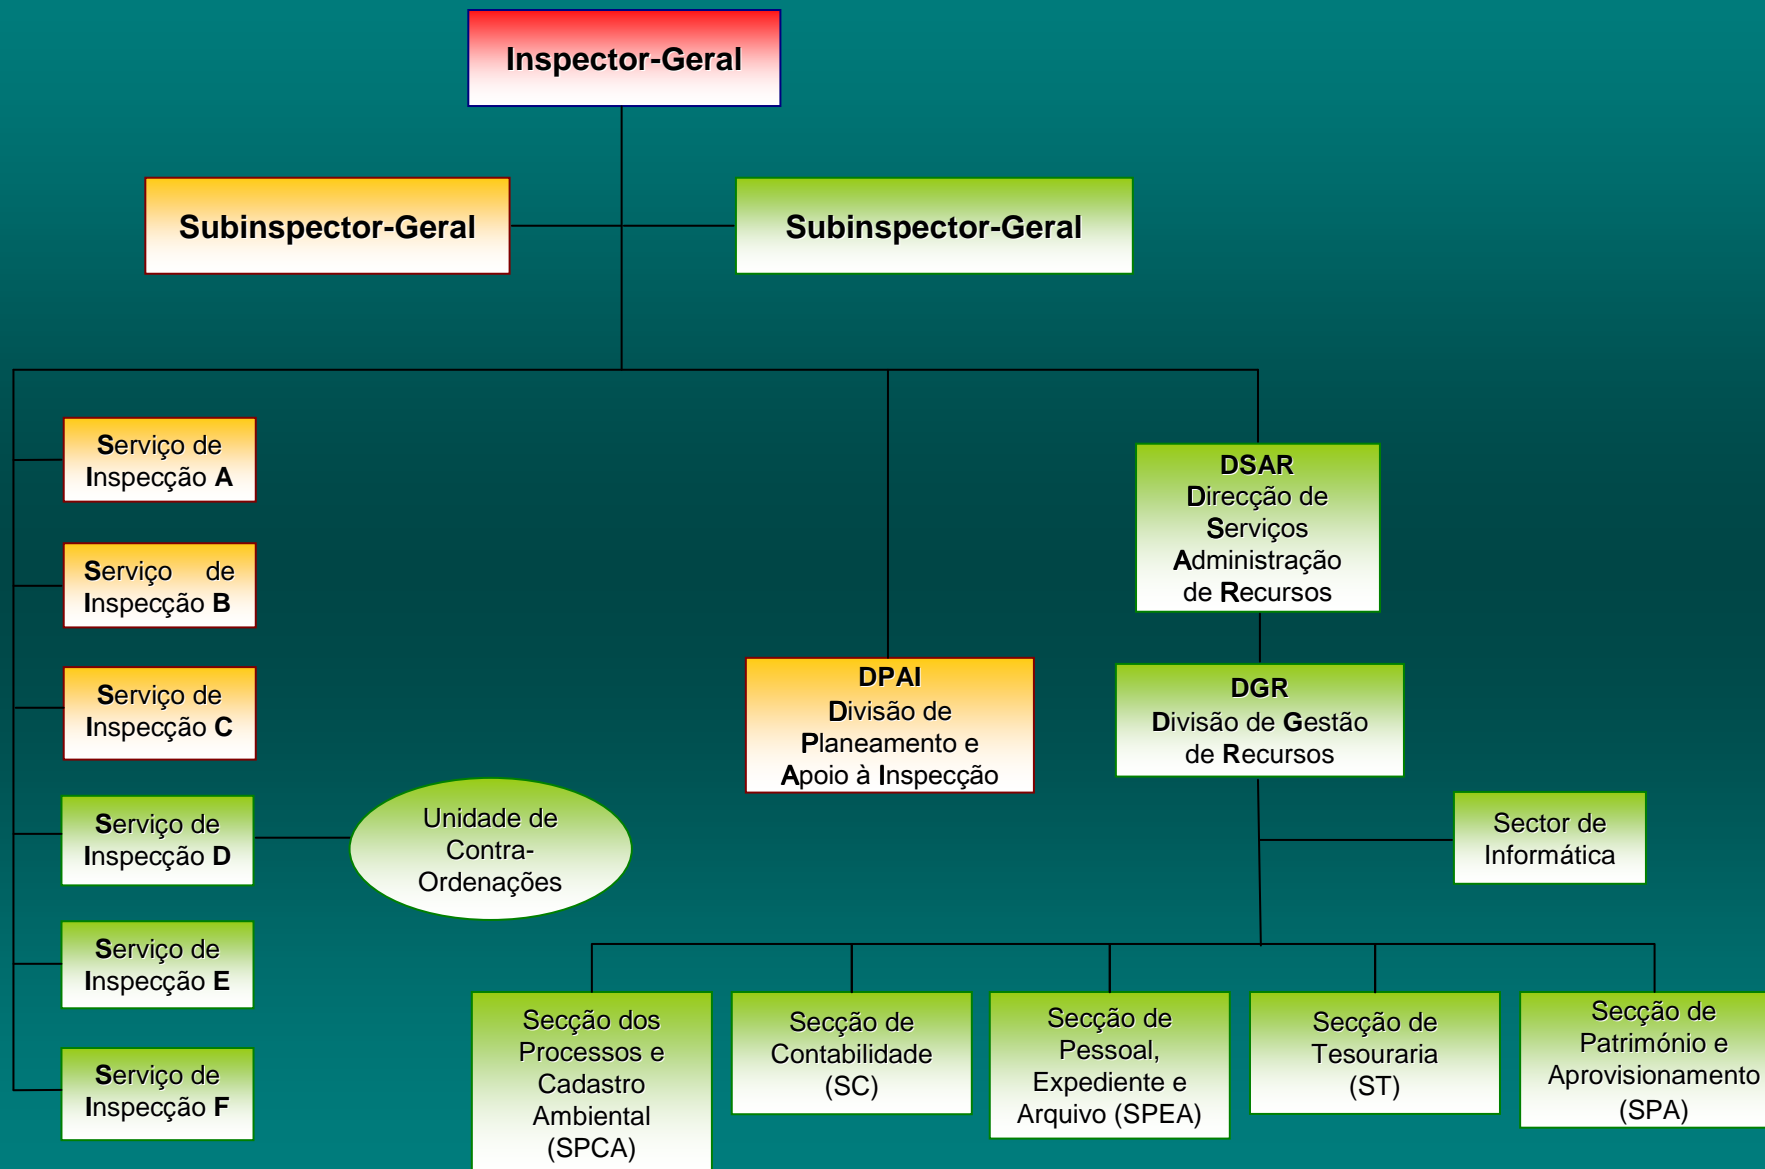 Inspector-Geral
Subinspector-Geral
Subinspector-Geral
Serviço de
Inspecção A
Serviço de
Inspecção B
Serviço de
Inspecção C
Serviço de
Inspecção D
Unidade de
Contra-
Ordenações
Serviço de
Inspecção E
Serviço de
Inspecção F
DPAI
Divisão de
Planeamento e
Apoio à Inspecção
DSAR
Direcção de
Serviços
Administração
de Recursos
DGR
Divisão de Gestão
de Recursos
Sector de
Informática
Secção dos
Processos e
Cadastro
Ambiental
(SPCA)
Secção de
Contabilidade
(SC)
Secção de
Pessoal,
Expediente e
Arquivo (SPEA)
Secção de
Tesouraria
(ST)
Secção de
Património e
Aprovisionamento
(SPA)